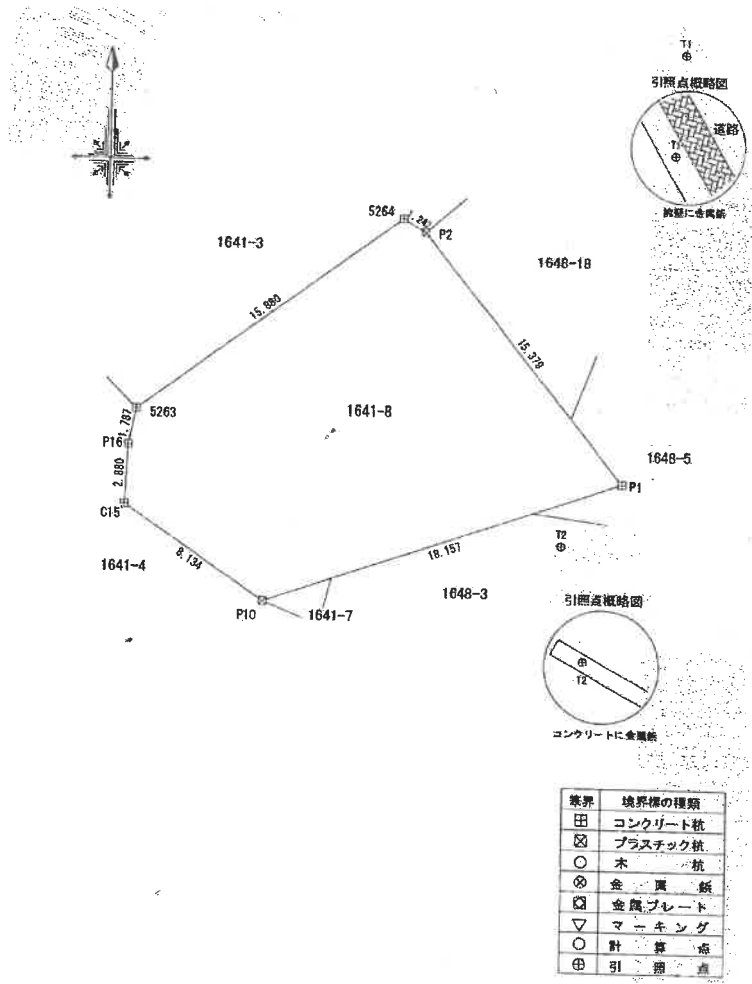 T1
引照点概略図
道路
T1
擁壁に金属鋲
5264
1.247
P2
1641-3
1648-18
15.880
15.379
1641-8
5263
1.787
P16
2.880
C15
1648-5
P1
T2
18.157
8.134
1641-4
1648-3
P10
1641-7
引照点概略図
T2
コンクリートに金属鋲
筆界 境界標の種類
コンクリート杭
プラスチック杭
木 杭
金 属 鋲
金属プレート
マーキング
計 算 点
引 照 点